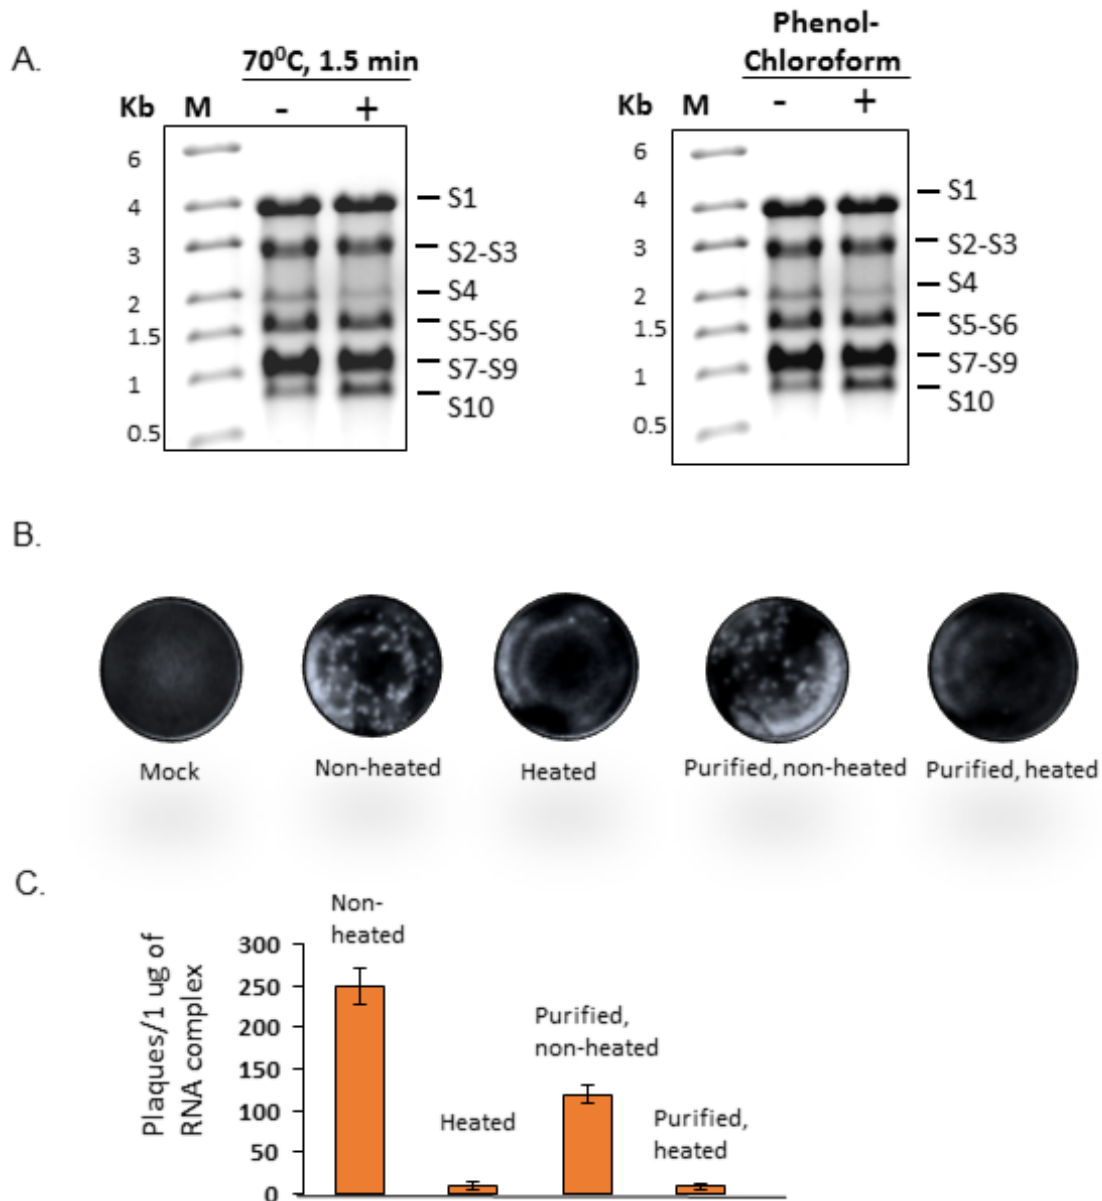 A.
70⁰C, 1.5 min
Kb M - +
6
4
3
2
1.5
1
0.5
S1
S2-S3
S4
S5-S6
S7-S9
S10
Phenol-
Chloroform
Kb M - +
6
4
3
2
1.5
1
0.5
S1
S2-S3
S4
S5-S6
S7-S9
S10
B.
Mock
Non-heated
Heated
Purified, non-heated
Purified, heated
C.
Plaques/1 ug of
RNA complex
300
250
200
150
100
50
0
Non-
heated
Heated
Purified,
non-heated
Purified,
heated